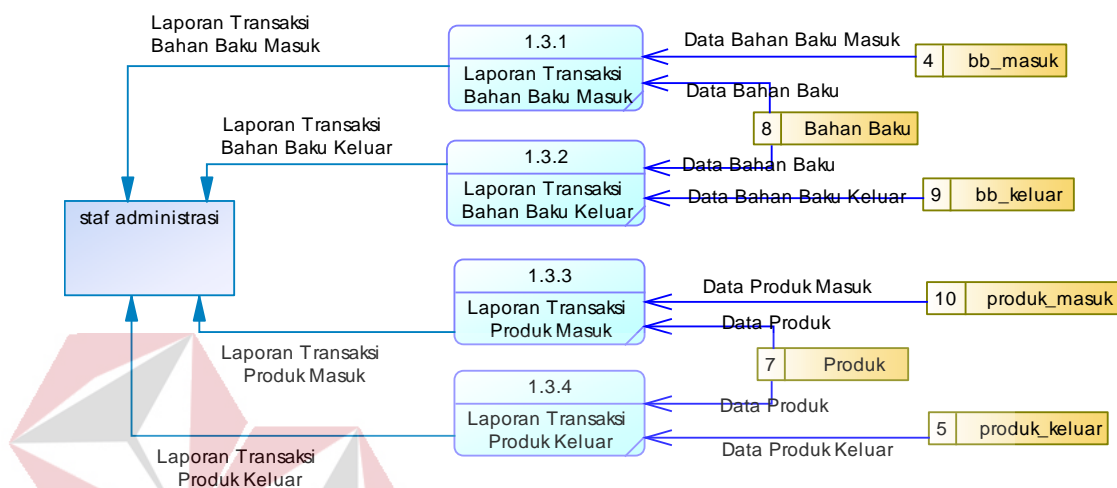 Laporan Transaksi
Bahan Baku Masuk
1.3.1
Laporan Transaksi
Bahan Baku Masuk
Data Bahan Baku Masuk
4 bb_masuk
Data Bahan Baku
8 Bahan Baku
Laporan Transaksi
Bahan Baku Keluar
1.3.2
Laporan Transaksi
Bahan Baku Keluar
Data Bahan Baku
Data Bahan Baku Keluar
9 bb_keluar
staf administrasi
1.3.3
Laporan Transaksi
Produk Masuk
Data Produk Masuk
10 produk_masuk
Data Produk
7 Produk
Laporan Transaksi
Produk Masuk
1.3.4
Laporan Transaksi
Produk Keluar
Data Produk
Data Produk Keluar
5 produk_keluar
Laporan Transaksi
Produk Keluar